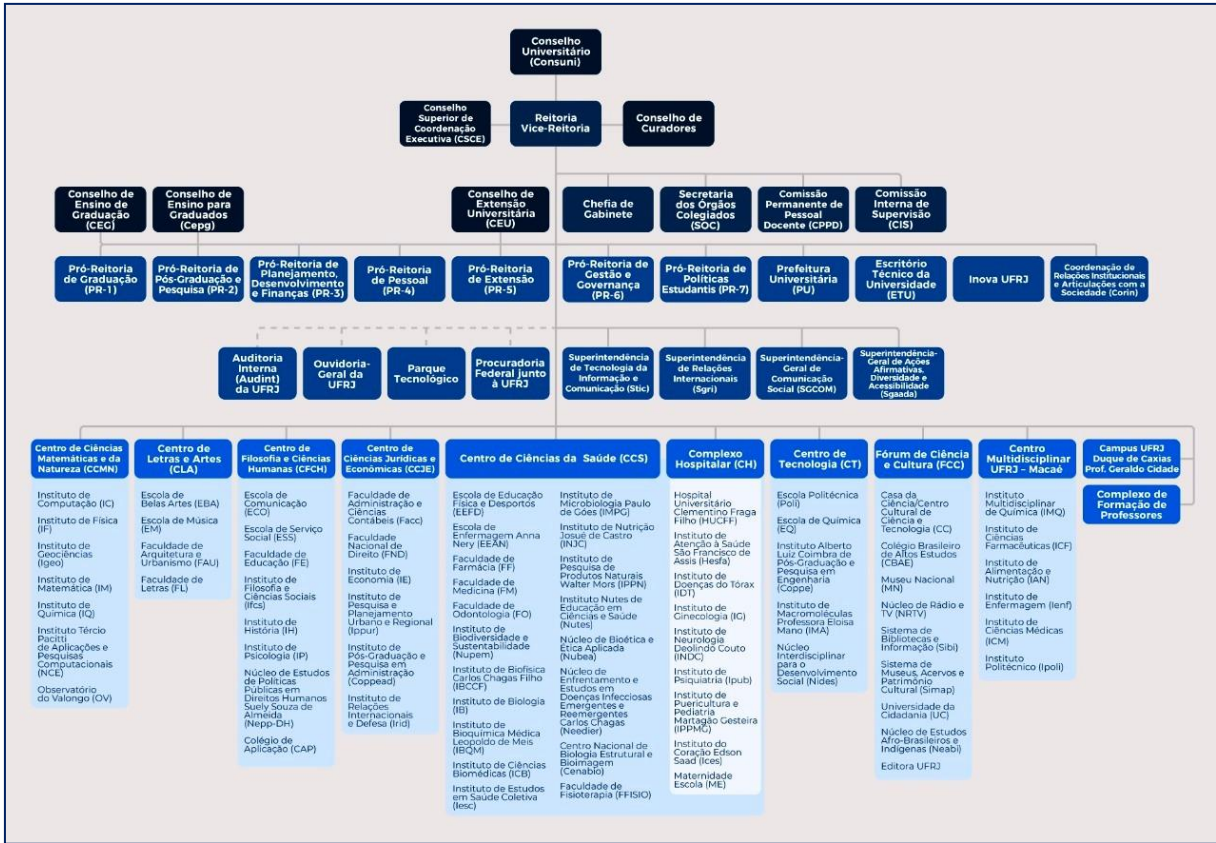 Conselho
Universitário
(Consuni)
Conselho
Superior de
Coordenação
Executiva (CSCE)
Reitoria
Vice-Reitoria
Conselho de
Curadores
Conselho de
Ensino de
Graduação
(CEG)
Conselho de
Ensino para
Graduados
(Cepg)
Conselho de
Extensão
Universitária
(CEU)
Chefia de
Gabinete
Secretaria
dos Órgãos
Colegiados
(SOC)
Comissão
Permanente
de Pessoal
Docente (CPPD)
Comissão
Interna de
Supervisão
(CIS)
Pró-Reitoria
de Graduação
(PR-1)
Pró-Reitoria de
Pós-Graduação e
Pesquisa (PR-2)
Pró-Reitoria de
Planejamento,
Desenvolvimento
e Finanças (PR-3)
Pró-Reitoria
de Pessoal
(PR-4)
Pró-Reitoria
de Extensão
(PR-5)
Pró-Reitoria de
Gestão e
Governança
(PR-6)
Pró-Reitoria
de Políticas
Estudantis (PR-7)
Prefeitura
Universitária
(PU)
Escritório
Técnico da
Universidade
(ETU)
Inova UFRJ
Coordenação de
Relações Institucionais
e Articulações com a
Sociedade (Corin)
Auditoria
Interna
(Audint)
da UFRJ
Ouvidoria-
Geral da
UFRJ
Parque
Tecnológico
Procuradoria
Federal junto
à UFRJ
Superintendência
de Tecnologia da
Informação e
Comunicação (Stic)
Superintendência
de Relações
Internacionais
(Sgri)
Superintendência-
Geral de
Comunicação
Social (SGCOM)
Superintendência-
Geral de Ações
Afirmativas,
Diversidade e
Acessibilidade
(Sgaada)
Centro de Ciências
Matemáticas e da
Natureza (CCMN)
Instituto de
Computação (IC)
Instituto de Física
(IF)
Instituto de
Geociências
(Igeo)
Instituto de
Matemática (IM)
Instituto de
Química (IQ)
Instituto Tércio
Pacitti
de Aplicações e
Pesquisas
Computacionais
(NCE)
Observatório
do Valongo (OV)
Centro de
Letras e Artes
(CLA)
Escola de
Belas Artes (EBA)
Escola de Música
(EM)
Faculdade de
Arquitetura e
Urbanismo (FAU)
Faculdade de
Letras (FL)
Centro de
Filosofia e Ciências
Humanas (CFCH)
Escola de
Comunicação
(ECO)
Escola de Serviço
Social (ESS)
Faculdade de
Educação (FE)
Instituto de
Filosofia e
Ciências Sociais
(Ifcs)
Instituto de
História (IH)
Instituto de
Psicologia (IP)
Núcleo de Estudos
de Políticas
Públicas em
Direitos Humanos
Suely Souza de
Almeida
(Nepp-DH)
Colégio de
Aplicação (CAP)
Centro de
Ciências Jurídicas e
Econômicas (CCJE)
Faculdade de
Administração e
Ciências
Contábeis (Facc)
Faculdade
Nacional de
Direito (FND)
Instituto de
Economia (IE)
Instituto de
Pesquisa e
Planejamento
Urbano e Regional
(Ippur)
Instituto de
Pós-Graduação e
Pesquisa em
Administração
(Coppead)
Instituto de
Relações
Internacionais
e Defesa (Irid)
Centro de Ciências da Saúde (CCS)
Escola de Educação
Física e Desportos
(EEFD)
Escola de
Enfermagem Anna
Nery (EEAN)
Faculdade de
Farmácia (FF)
Faculdade de
Medicina (FM)
Faculdade de
Odontologia (FO)
Instituto de
Biodiversidade e
Sustentabilidade
(Nupem)
Instituto de Biofísica
Carlos Chagas Filho
(IBCCF)
Instituto de Biologia
(IB)
Instituto de
Bioquímica Médica
Leopoldo de Meis
(IBQM)
Instituto de Ciências
Biomédicas (ICB)
Instituto de Estudos
em Saúde Coletiva
(Iesc)
Instituto de
Microbiologia Paulo
de Góes (IMPG)
Instituto de Nutrição
Josué de Castro
(INJC)
Instituto de
Pesquisa de
Produtos Naturais
Walter Mors (IPPN)
Instituto Nutes de
Educação em
Ciências e Saúde
(Nutes)
Núcleo de Bioética e
Ética Aplicada
(Nubea)
Núcleo de
Enfrentamento e
Estudos em
Doenças Infecciosas
Emergentes e
Reemergentes
Carlos Chagas
(Needier)
Centro Nacional de
Biologia Estrutural e
Bioimagem
(Cenabio)
Faculdade de
Fisioterapia (FFISIO)
Complexo
Hospitalar (CH)
Hospital
Universitário
Clementino Fraga
Filho (HUCFF)
Instituto de
Atenção à Saúde
São Francisco de
Assis (Hesfa)
Instituto de
Doenças do Tórax
(IDT)
Instituto de
Ginecologia (IG)
Instituto de
Neurologia
Deolindo Couto
(INDC)
Instituto de
Psiquiatria (Ipub)
Instituto de
Puericultura e
Pediatria
Martagão Gesteira
(IPPMG)
Instituto do
Coração Edson
Saad (Ices)
Maternidade
Escola (ME)
Centro de
Tecnologia (CT)
Escola Politécnica
(Poli)
Escola de Química
(EQ)
Instituto Alberto
Luiz Coimbra de
Pós-Graduação e
Pesquisa em
Engenharia
(Coppe)
Instituto de
Macromoléculas
Professora Eloisa
Mano (IMA)
Núcleo
Interdisciplinar
para o
Desenvolvimento
Social (Nides)
Fórum de Ciência
e Cultura (FCC)
Casa da
Ciência/Centro
Cultural de
Ciência e
Tecnologia (CC)
Colégio Brasileiro
de Altos Estudos
(CBAE)
Museu Nacional
(MN)
Núcleo de Rádio e
TV (NRTV)
Sistema de
Bibliotecas e
Informação (Sibi)
Sistema de
Museus, Acervos e
Patrimônio
Cultural (Simap)
Universidade da
Cidadania (UC)
Núcleo de Estudos
Afro-Brasileiros e
Indígenas (Neabi)
Editora UFRJ
Centro
Multidisciplinar
UFRJ – Macaé
Instituto
Multidisciplinar
de Química (IMQ)
Instituto de
Ciências
Farmacêuticas (ICF)
Instituto de
Alimentação e
Nutrição (IAN)
Instituto de
Enfermagem (Ienf)
Instituto de
Ciências Médicas
(ICM)
Instituto
Politécnico (Ipoli)
Campus UFRJ
Duque de Caxias
Prof. Geraldo Cidade
Complexo de
Formação de
Professores